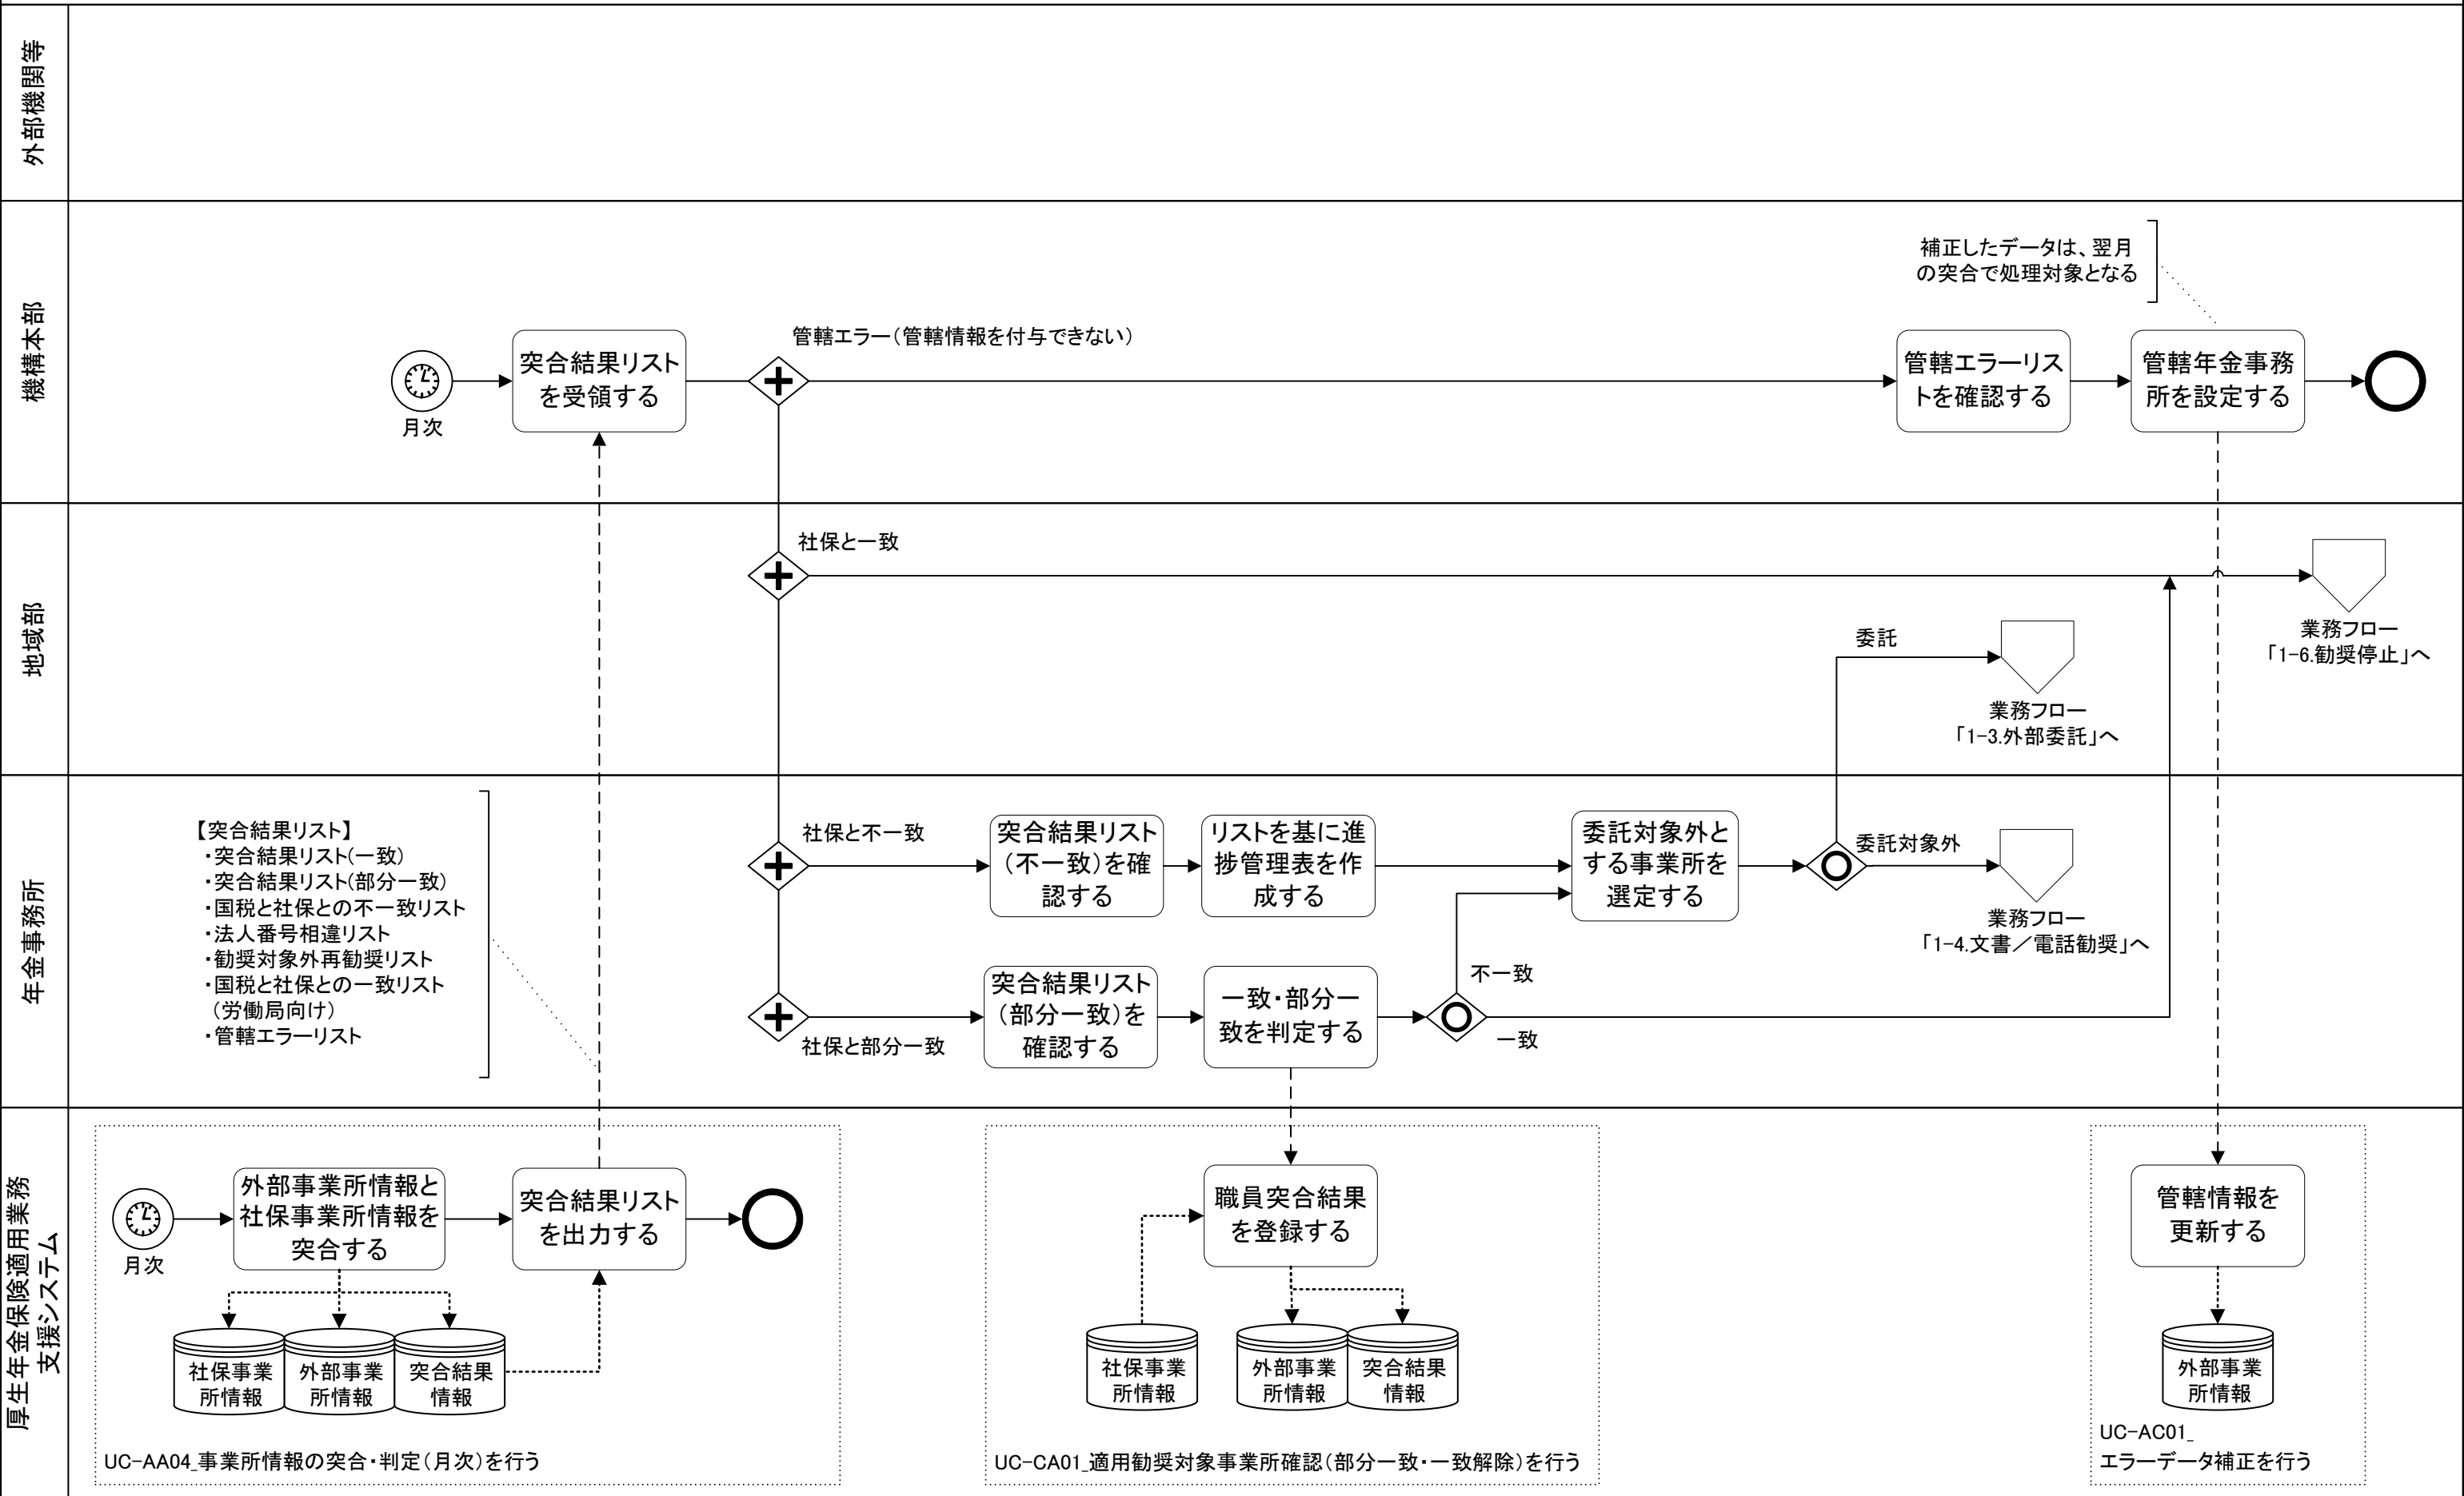 外部機関等
機構本部
補正したデータは、翌月
の突合で処理対象となる
月次
突合結果リスト
を受領する
管轄エラー（管轄情報を付与できない）
管轄エラーリス
トを確認する
管轄年金事務
所を設定する
地域部
社保と一致
業務フロー
「1-6.勧奨停止」へ
委託
業務フロー
「1-3.外部委託」へ
年金事務所
【突合結果リスト】
・突合結果リスト(一致)
・突合結果リスト(部分一致)
・国税と社保との不一致リスト
・法人番号相違リスト
・勧奨対象外再勧奨リスト
・国税と社保との一致リスト
（労働局向け）
・管轄エラーリスト
社保と不一致
突合結果リスト
（不一致）を確
認する
リストを基に進
捗管理表を作
成する
委託対象外と
する事業所を
選定する
委託対象外
業務フロー
「1-4.文書／電話勧奨」へ
社保と部分一致
突合結果リスト
（部分一致）を
確認する
一致・部分一
致を判定する
不一致
一致
厚生年金保険適用業務
支援システム
月次
外部事業所情報と
社保事業所情報を
突合する
突合結果リスト
を出力する
社保事業
所情報
外部事業
所情報
突合結果
情報
UC-AA04_事業所情報の突合・判定（月次）を行う
職員突合結果
を登録する
社保事業
所情報
外部事業
所情報
突合結果
情報
UC-CA01_適用勧奨対象事業所確認（部分一致・一致解除）を行う
管轄情報を
更新する
外部事業
所情報
UC-AC01_
エラーデータ補正を行う